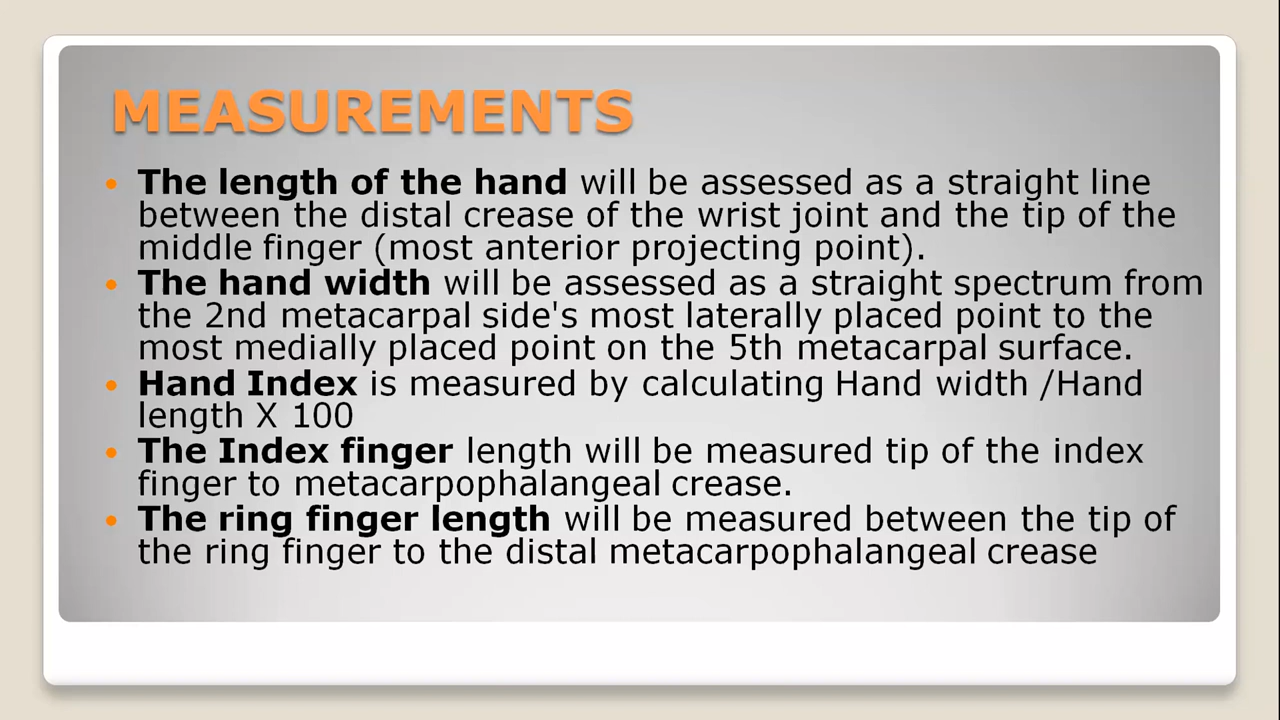 MEASUREMENTS
• The length of the hand will be assessed as a straight line
between the distal crease of the wrist joint and the tip of the
middle finger (most anterior projecting point).
• The hand width will be assessed as a straight spectrum from
the 2nd metacarpal side's most laterally placed point to the
most medially placed point on the 5th metacarpal surface.
• Hand Index is measured by calculating Hand width /Hand
length X 100
• The Index finger length will be measured tip of the index
finger to metacarpophalangeal crease.
• The ring finger length will be measured between the tip of
the ring finger to the distal metacarpophalangeal crease